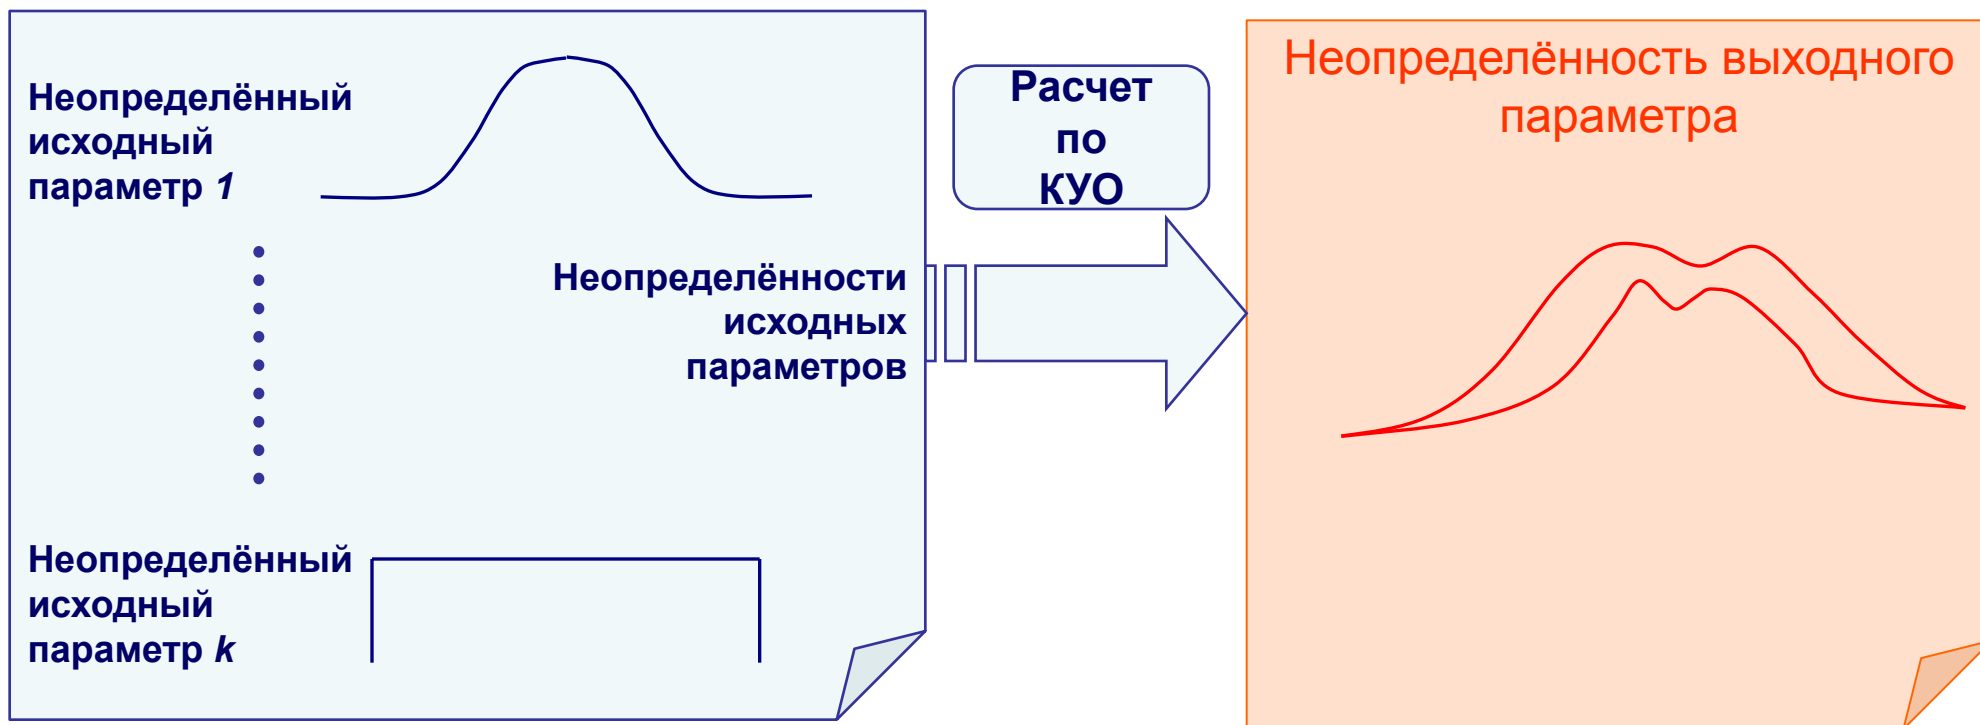 Неопределённый
исходный
параметр 1
Неопределённости
исходных
параметров
Неопределённый
исходный
параметр k
Расчет
по
КУО
Неопределённость выходного
параметра